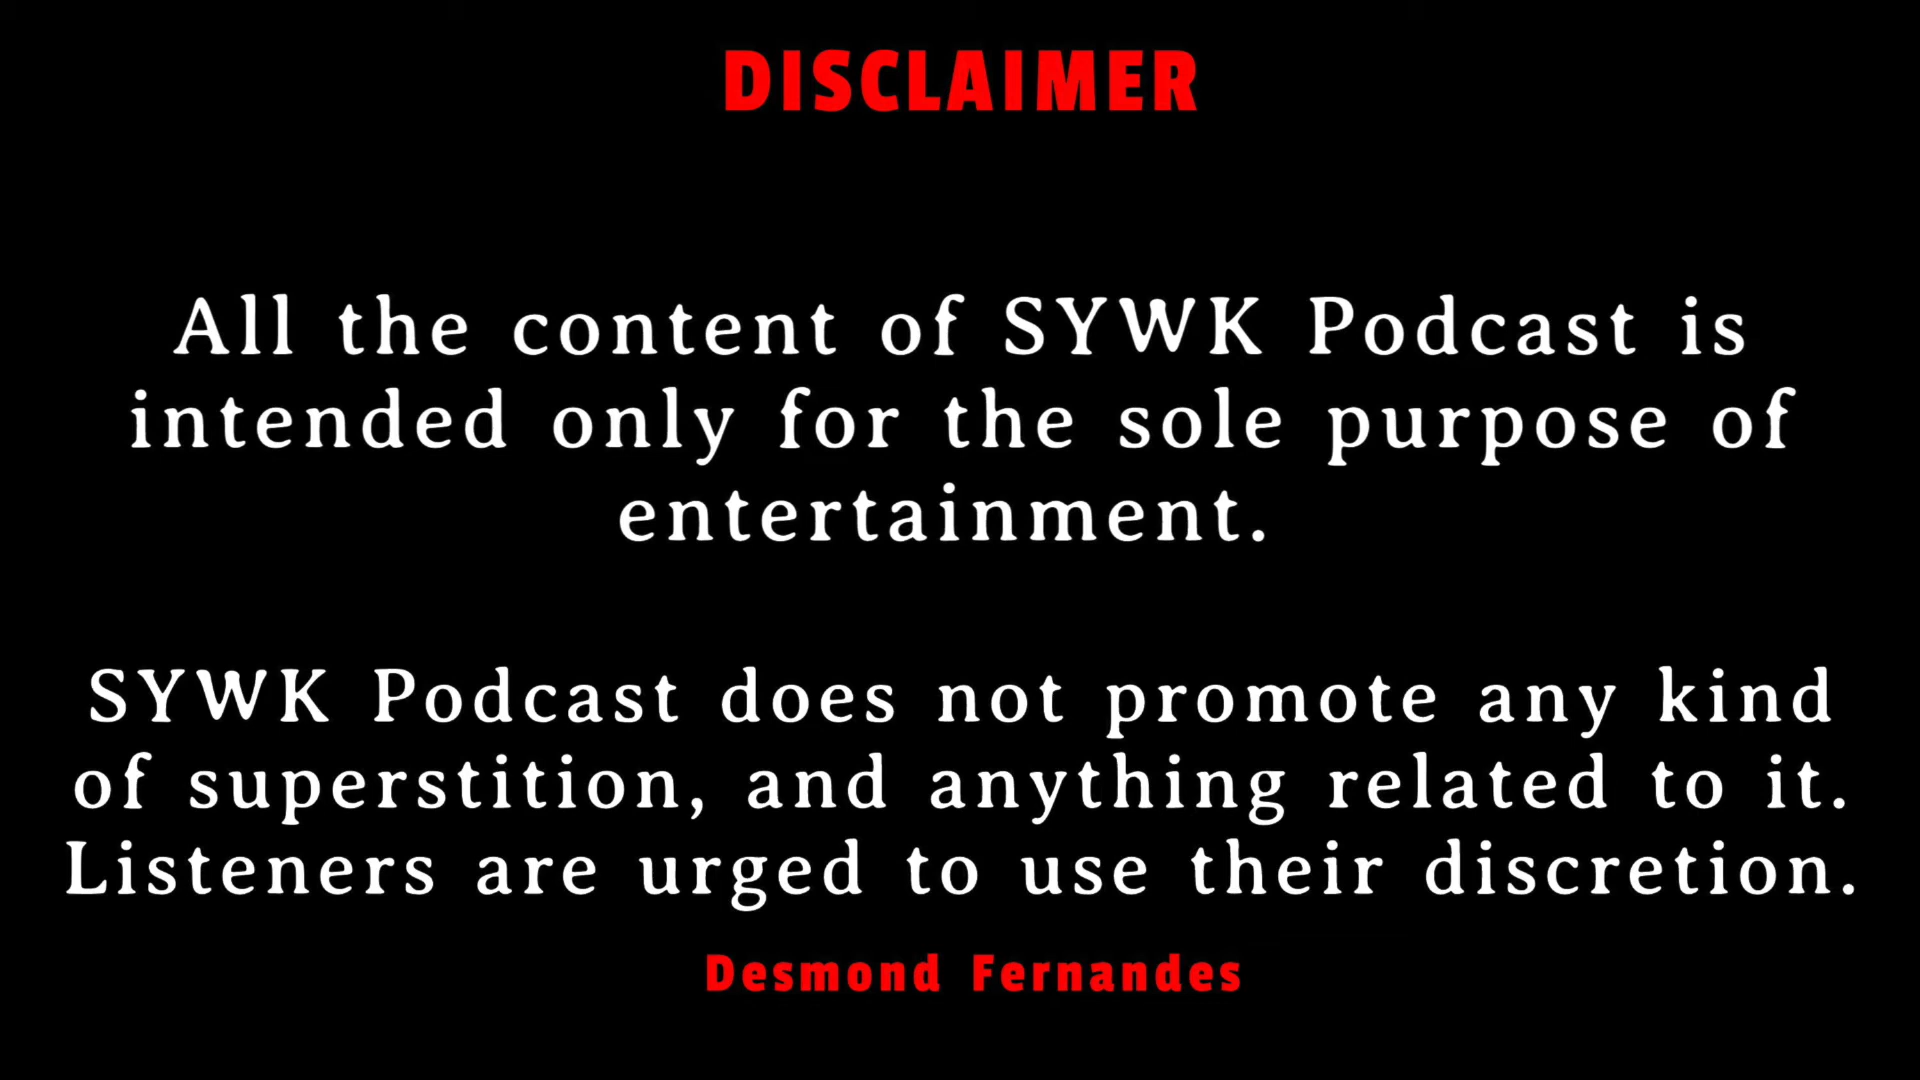 DISCLAIMER
All the content of SYWK Podcast is
intended only for the sole purpose of
entertainment.
SYWK Podcast does not promote any kind
of superstition, and anything related to it.
Listeners are urged to use their discretion.
Desmond Fernandes